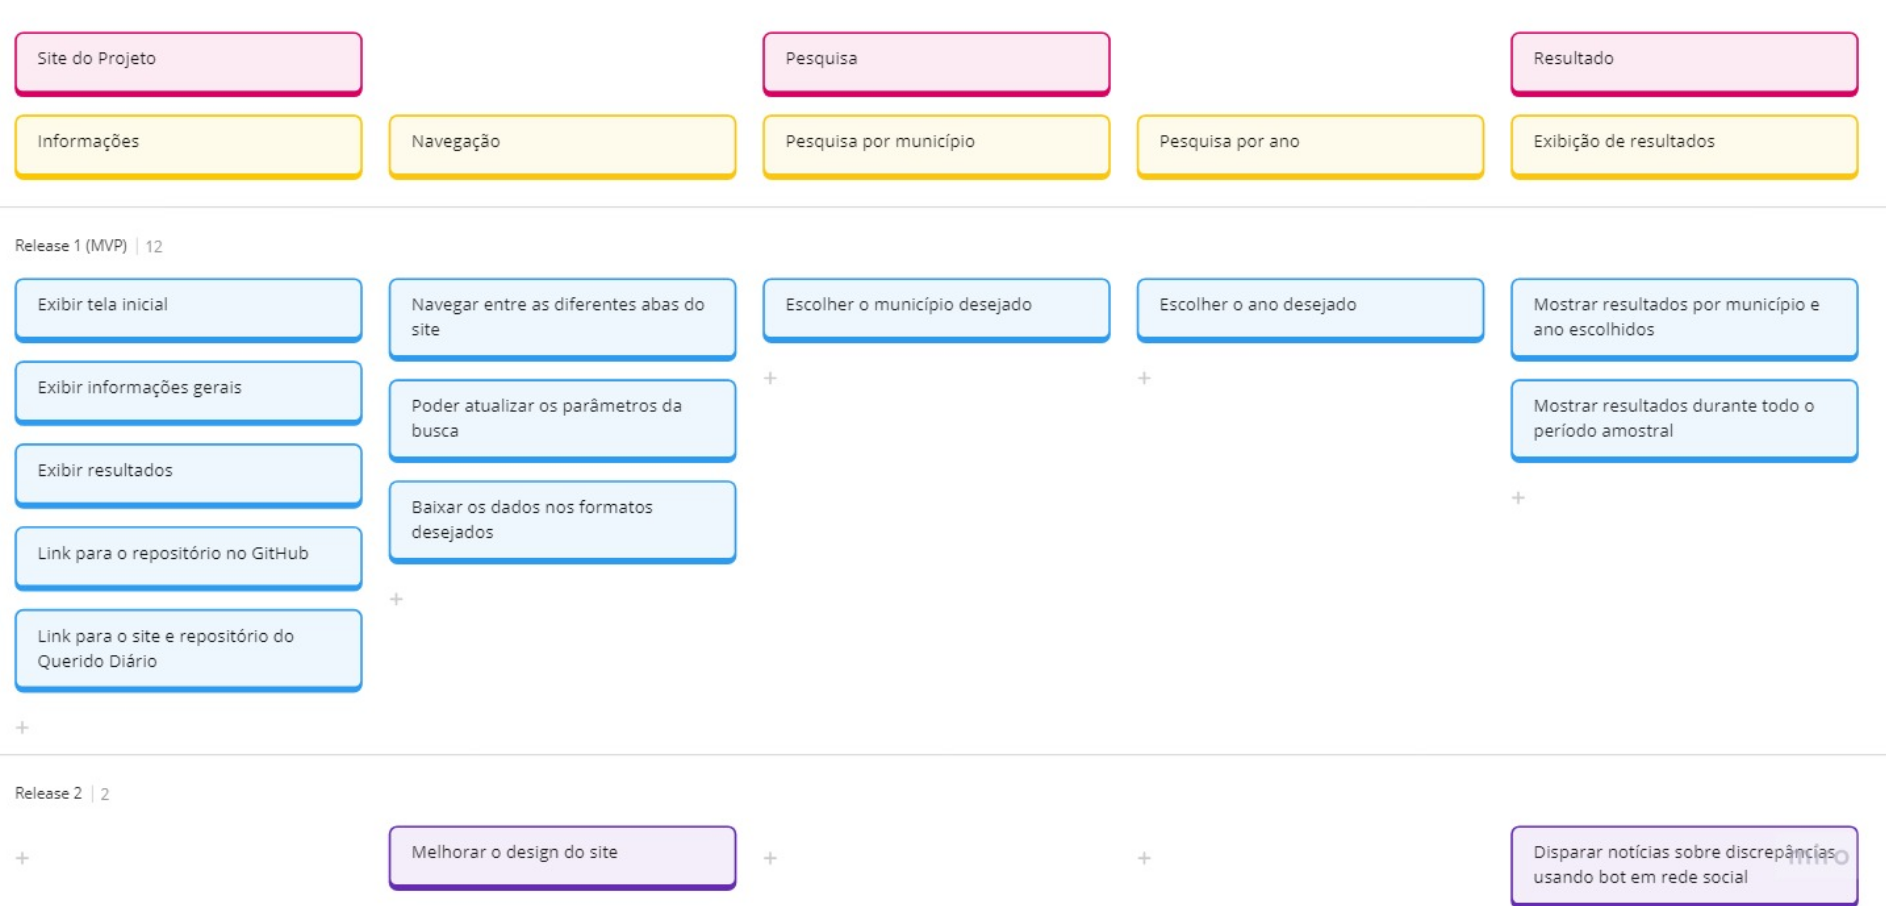 Site do Projeto
Pesquisa
Resultado
Informações
Navegação
Pesquisa por município
Pesquisa por ano
Exibição de resultados
Release 1 (MVP) | 12
Exibir tela inicial
Exibir informações gerais
Exibir resultados
Link para o repositório no GitHub
Link para o site e repositório do
Querido Diário
Navegar entre as diferentes abas do
site
Poder atualizar os parâmetros da
busca
Baixar os dados nos formatos
desejados
Escolher o município desejado
Escolher o ano desejado
Mostrar resultados por município e
ano escolhidos
Mostrar resultados durante todo o
período amostral
Release 2 | 2
Melhorar o design do site
Disparar notícias sobre discrepâncias
usando bot em rede social
miro